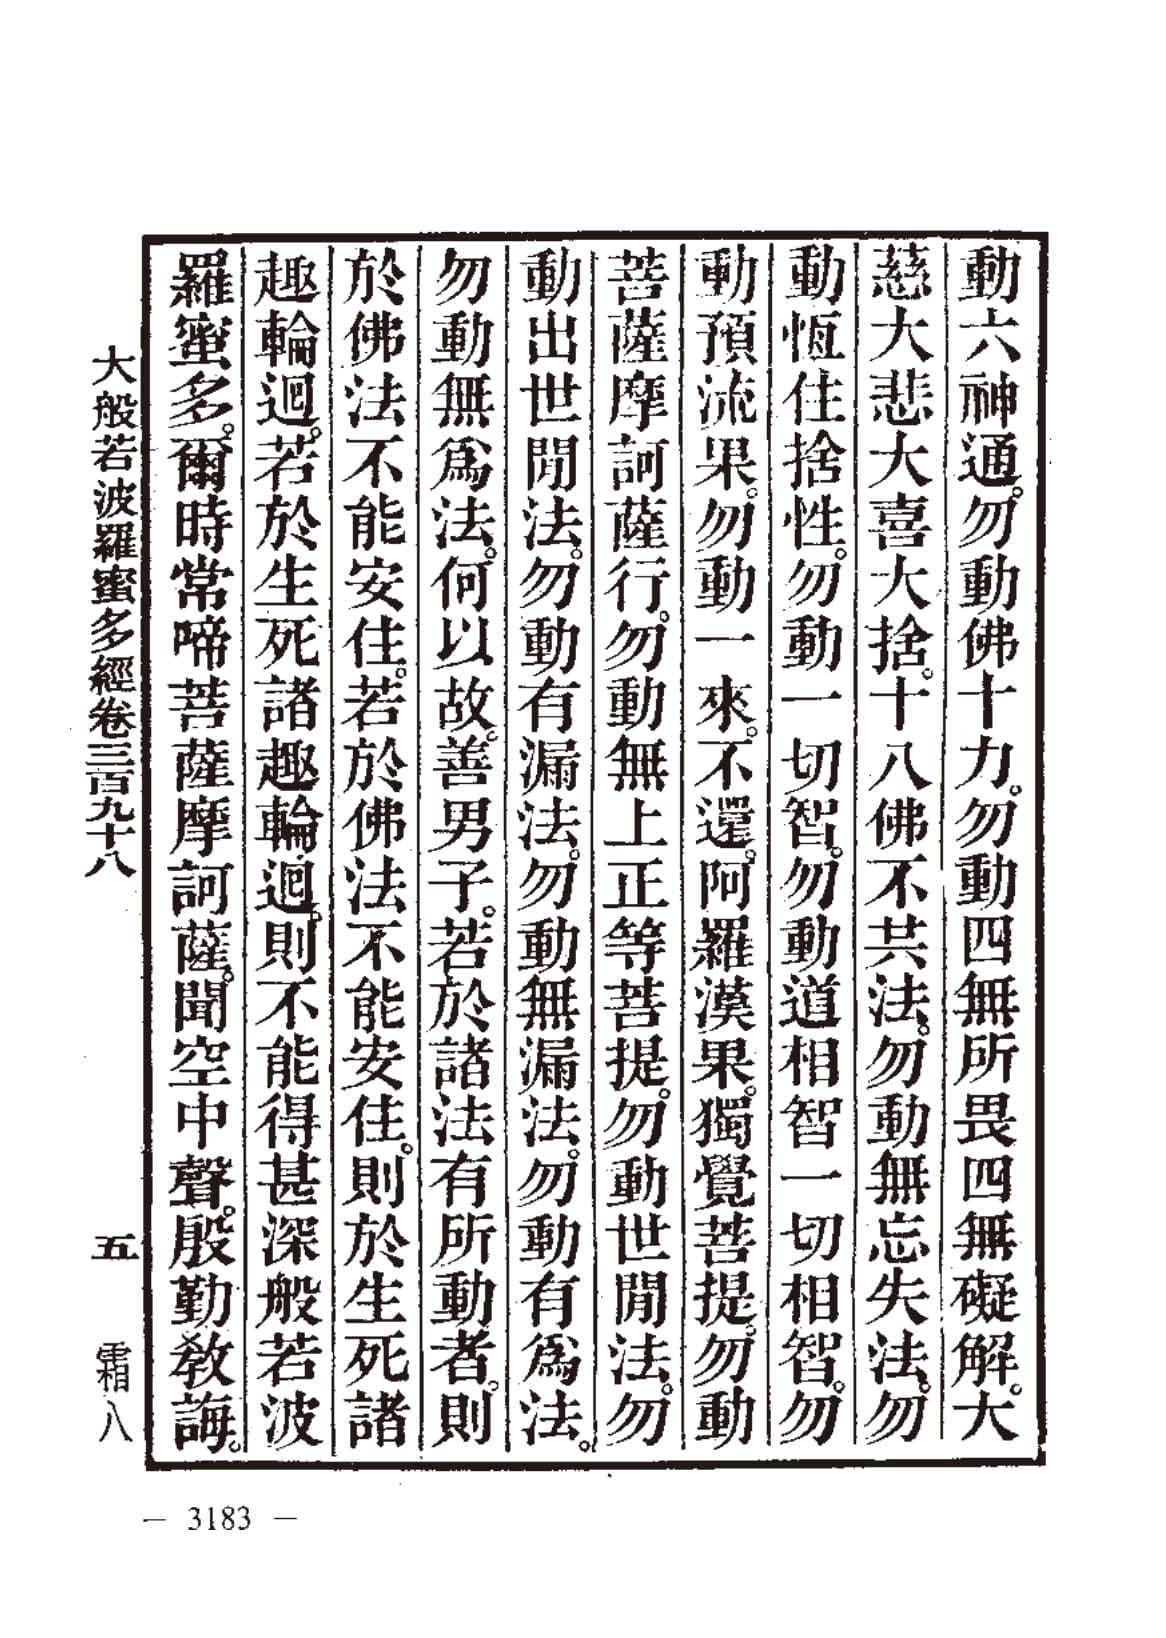 動六神通。勿動佛十力。勿動四無所畏四無礙解。大
慈大悲大喜大捨。十八佛不共法。勿動無忘失法。勿
動恆住捨性。勿動一切智。勿動道相智一切相智。勿
動預流果。勿動一來。不還。阿羅漢果。獨覺菩提。勿動
菩薩摩訶薩行。勿動無上正等菩提。勿動世閒法。勿
動出世閒法。勿動有漏法。勿動無漏法。勿動有爲法。
勿動無爲法。何以故。善男子。若於諸法有所動者。則
於佛法不能安住。若於佛法不能安住。則於生死諸
趣輪迴。若於生死諸趣輪迴。則不能得甚深般若波
羅蜜多。爾時常啼菩薩摩訶薩。聞空中聲。殷勤敎誨。
大般若波羅蜜多經卷三百九十八 五 霜八
— 3183 —